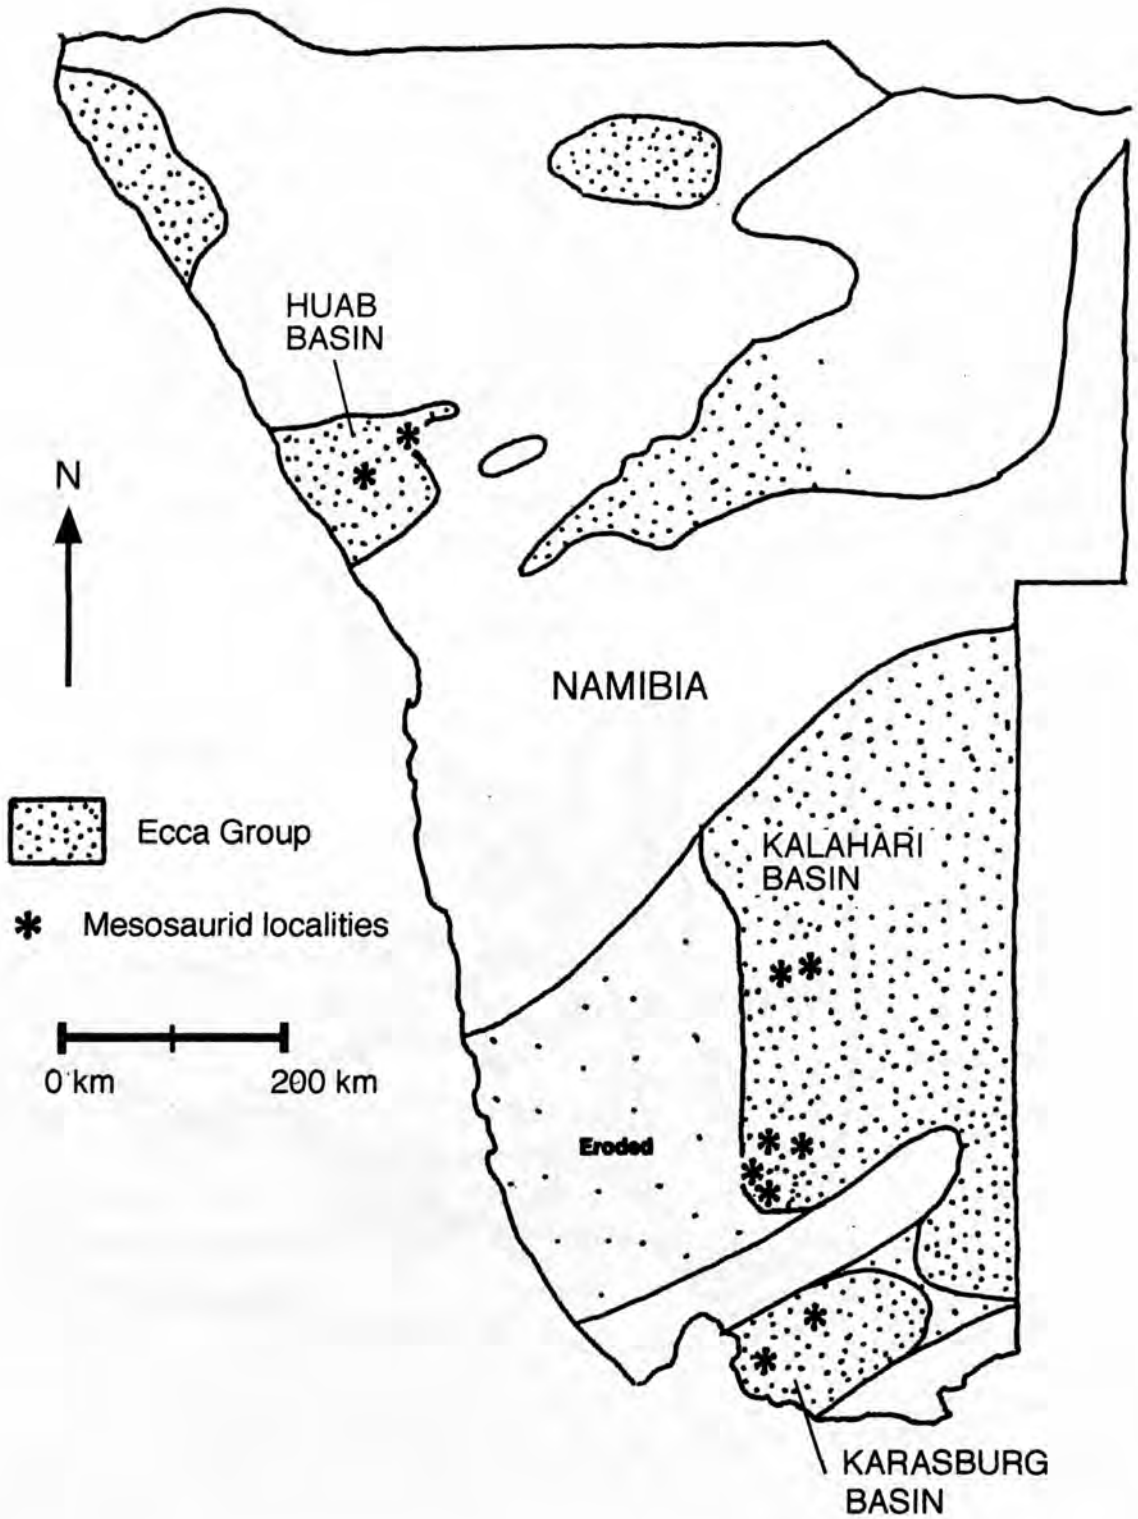 HUAB
BASIN
N
NAMIBIA
Ecca Group
KALAHARI
BASIN
Mesosaurid localities
0 km
200 km
Eroded
KARASBURG
BASIN